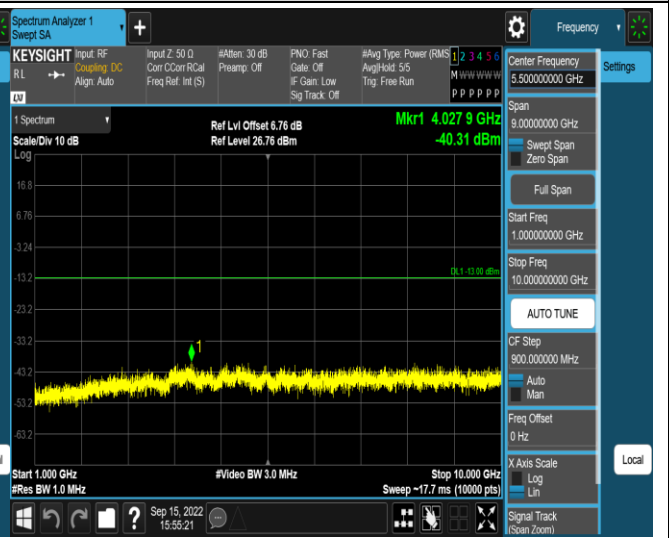 Spectrum Analyzer 1
Swept SA
+
Frequency
KEYSIGHT
RL
LXI
Input: RF
Coupling: DC
Align: Auto
Input Z: 50 Ω
Corr CCorr RCal
Freq Ref: Int (S)
#Atten: 30 dB
Preamp: Off
PNO: Fast
Gate: Off
IF Gain: Low
Sig Track: Off
#Avg Type: Power (RMS
Avg|Hold: 5/5
Trig: Free Run
1 2 3 4 5 6
M W W W W W
P P P P P P
1 Spectrum
Scale/Div 10 dB
Log
Ref Lvl Offset 6.76 dB
Ref Level 26.76 dBm
Mkr1 4.027 9 GHz
-40.31 dBm
16.8
6.76
-3.24
-13.2
-23.2
-33.2
-43.2
-53.2
-63.2
DL1 -13.00 dBm
1
Start 1.000 GHz
#Res BW 1.0 MHz
#Video BW 3.0 MHz
Stop 10.000 GHz
Sweep ~17.7 ms (10000 pts)
Sep 15, 2022
15:55:21
Center Frequency
5.500000000 GHz
Span
9.00000000 GHz
Swept Span
Zero Span
Full Span
Start Freq
1.000000000 GHz
Stop Freq
10.000000000 GHz
AUTO TUNE
CF Step
900.000000 MHz
Auto
Man
Freq Offset
0 Hz
X Axis Scale
Log
Lin
Signal Track
(Span Zoom)
Settings
Local